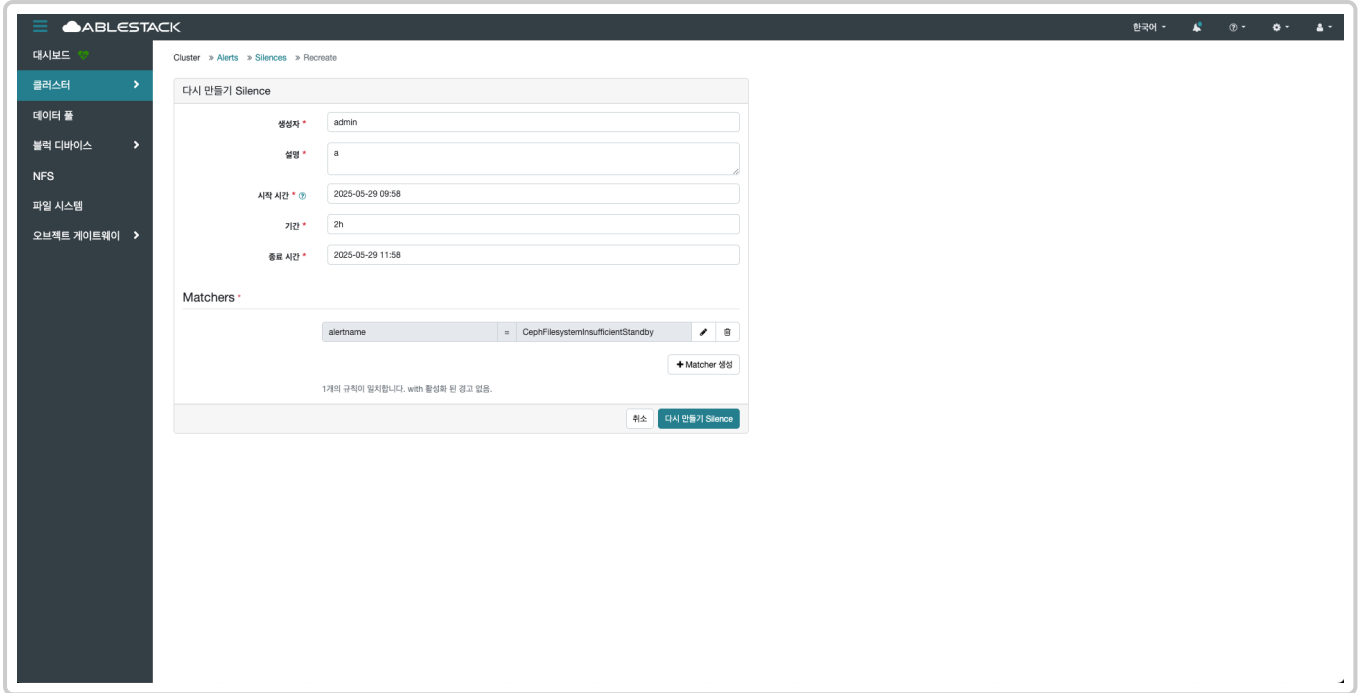 ABLESTACK
한국어
대시보드
클러스터
데이터 풀
블럭 디바이스
NFS
파일 시스템
오브젝트 게이트웨이
Cluster » Alerts » Silences » Recreate
다시 만들기 Silence
생성자 * admin
설명 * a
시작 시간 * 2025-05-29 09:58
기간 * 2h
종료 시간 * 2025-05-29 11:58
Matchers *
alertname = CephFilesystemInsufficientStandby
+ Matcher 생성
1개의 규칙이 일치합니다. with 활성화 된 경고 없음.
취소 다시 만들기 Silence